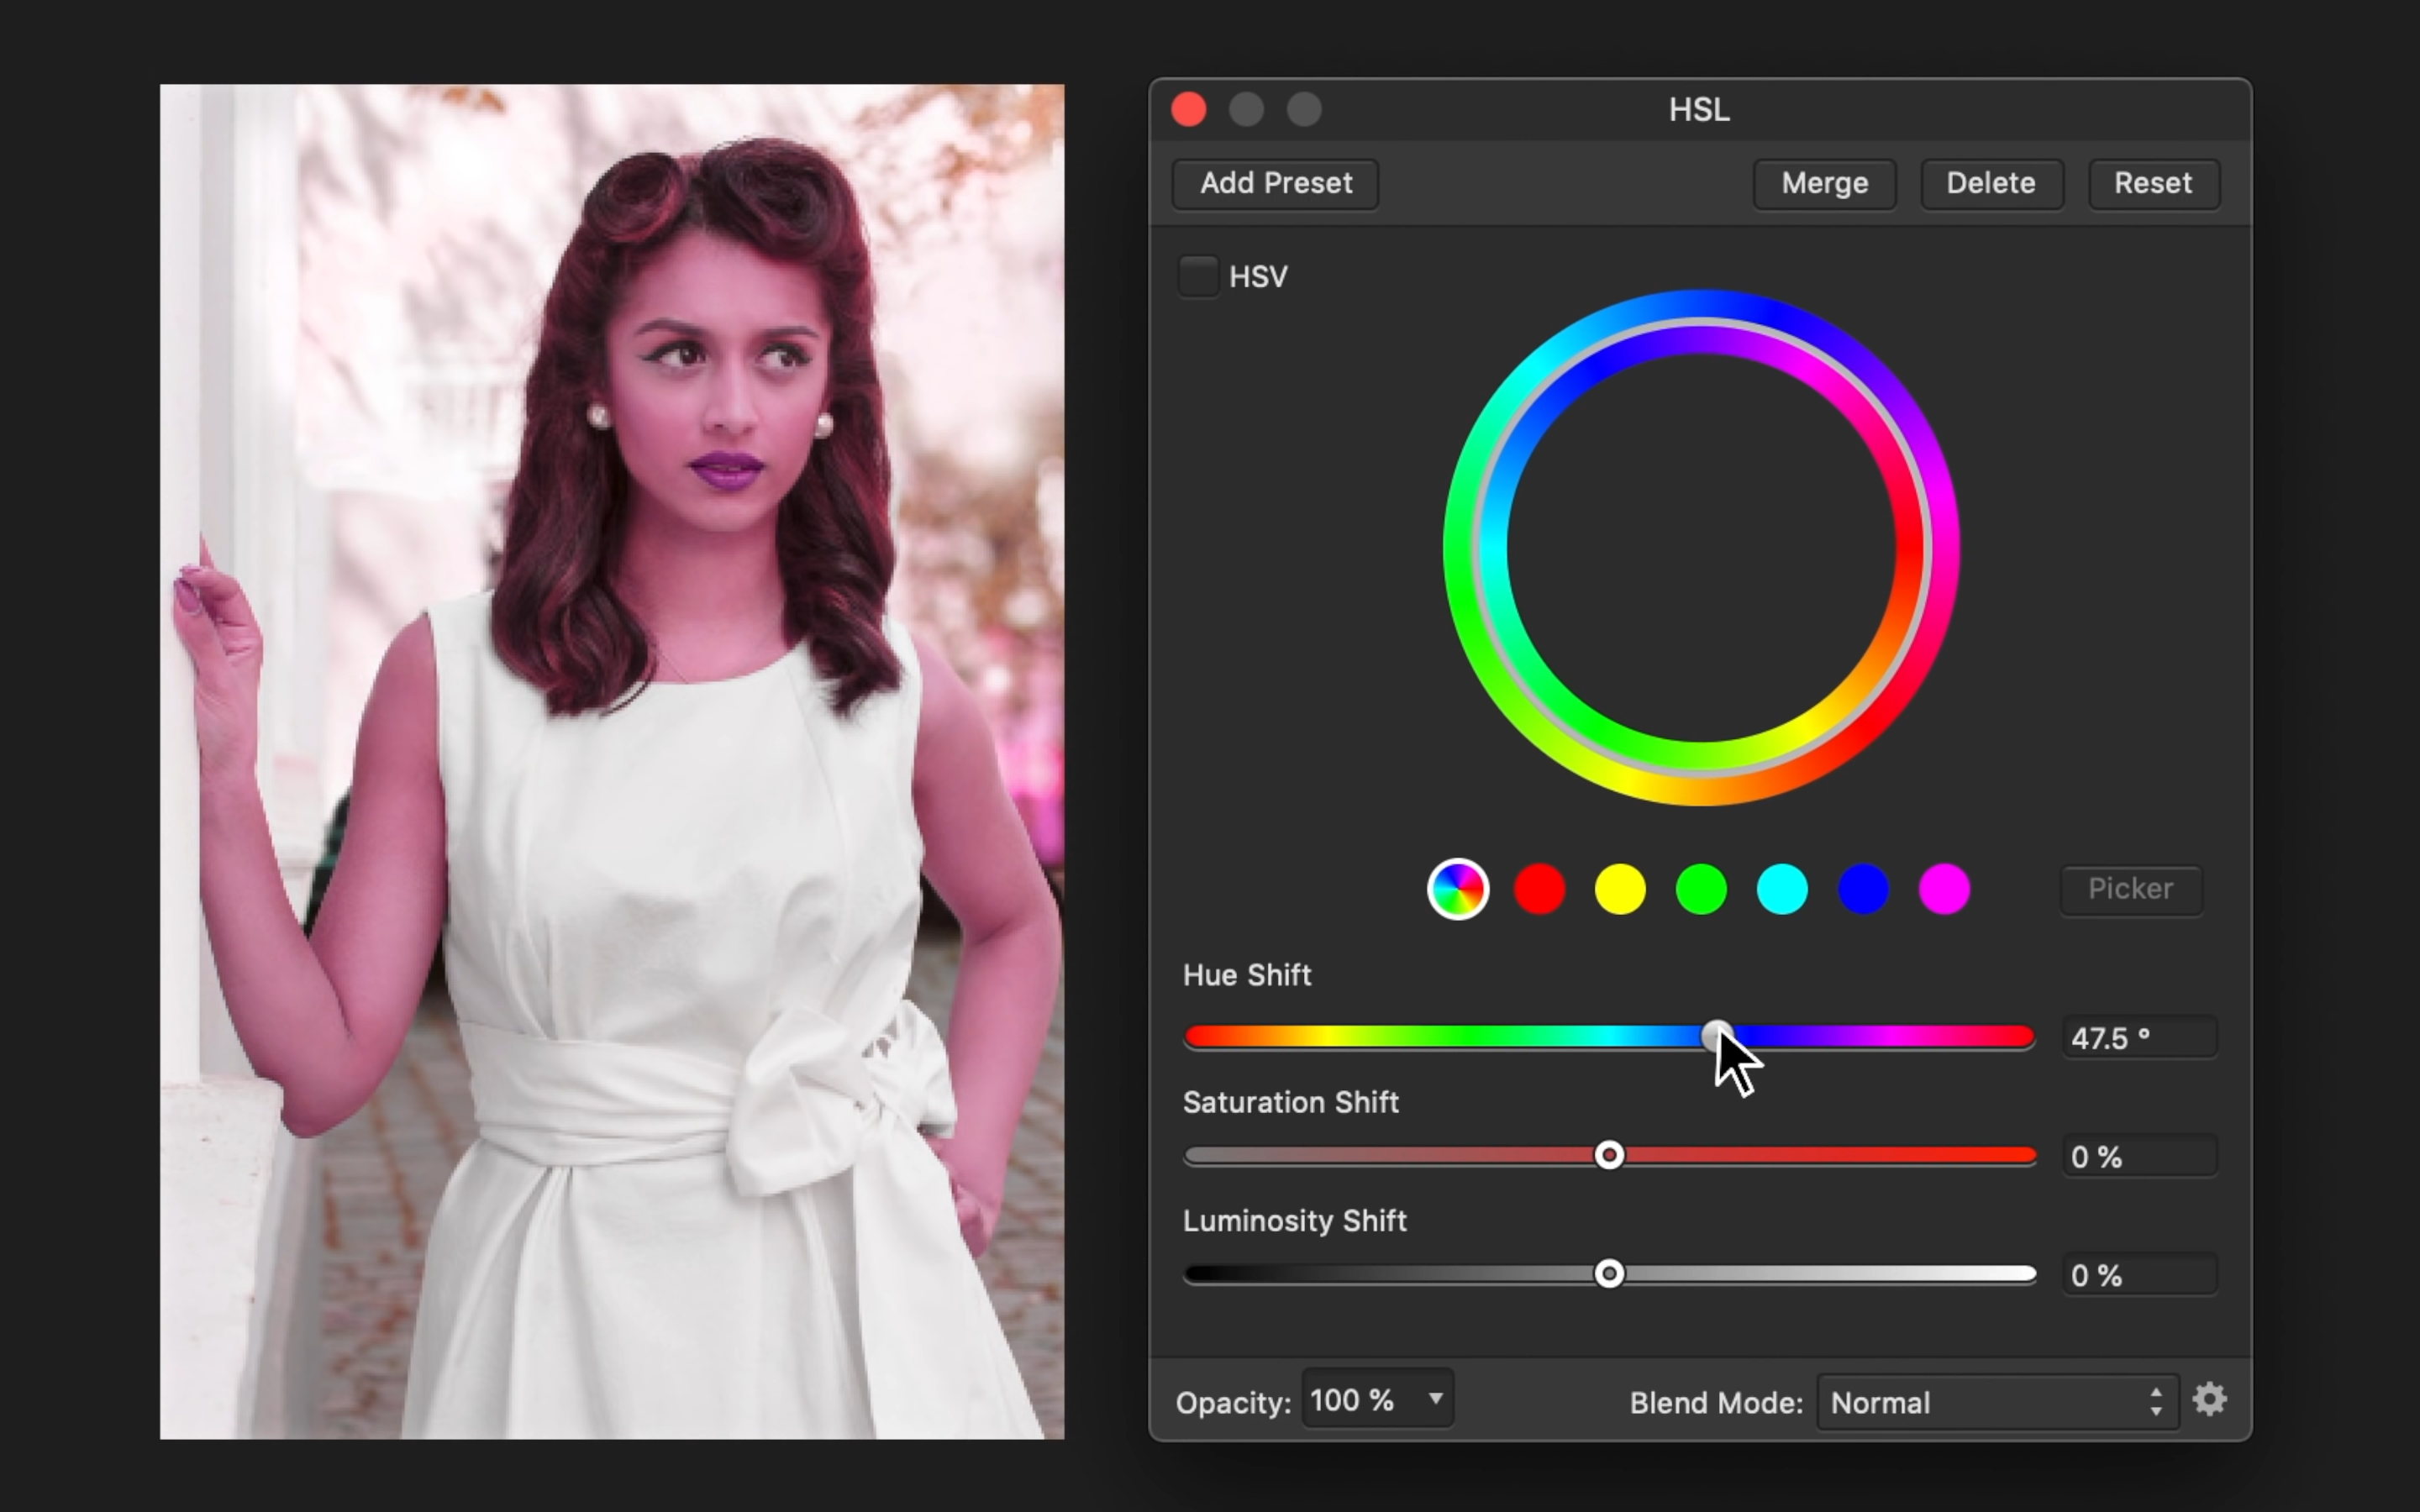 HSL
Add Preset
Merge
Delete
Reset
HSV
Picker
Hue Shift
47.5 °
Saturation Shift
0 %
Luminosity Shift
0 %
Opacity: 100 %
Blend Mode: Normal